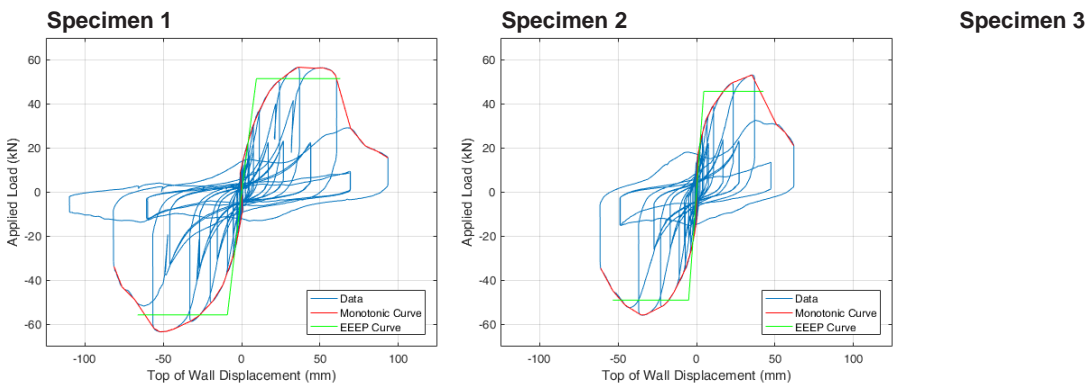 Specimen 1
Specimen 2
Specimen 3
60
40
20
0
-20
-40
-60
Applied Load (kN)
-100
-50
0
50
100
Top of Wall Displacement (mm)
Data
Monotonic Curve
EEEP Curve
60
40
20
0
-20
-40
-60
Applied Load (kN)
-100
-50
0
50
100
Top of Wall Displacement (mm)
Data
Monotonic Curve
EEEP Curve